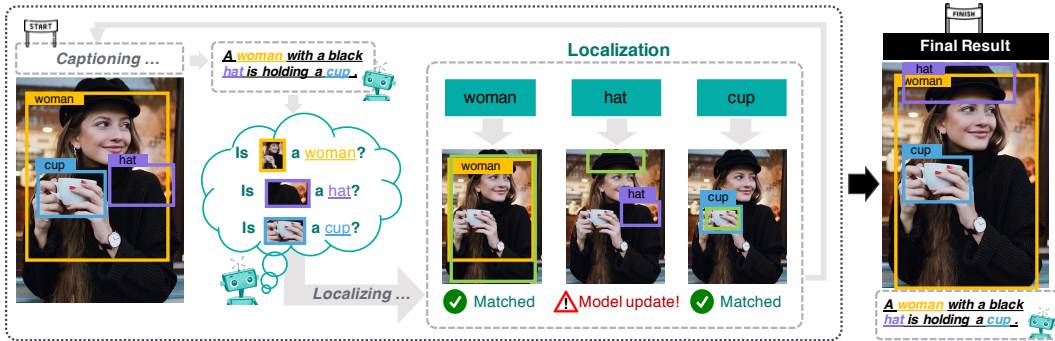 START
Captioning ...
A woman with a black
hat is holding a cup .
woman
cup
hat
Is a woman?
Is a hat?
Is a cup?
Localizing ...
Localization
woman
hat
cup
woman
hat
cup
Matched
Model update!
Matched
FINISH
Final Result
hat
woman
cup
A woman with a black
hat is holding a cup .